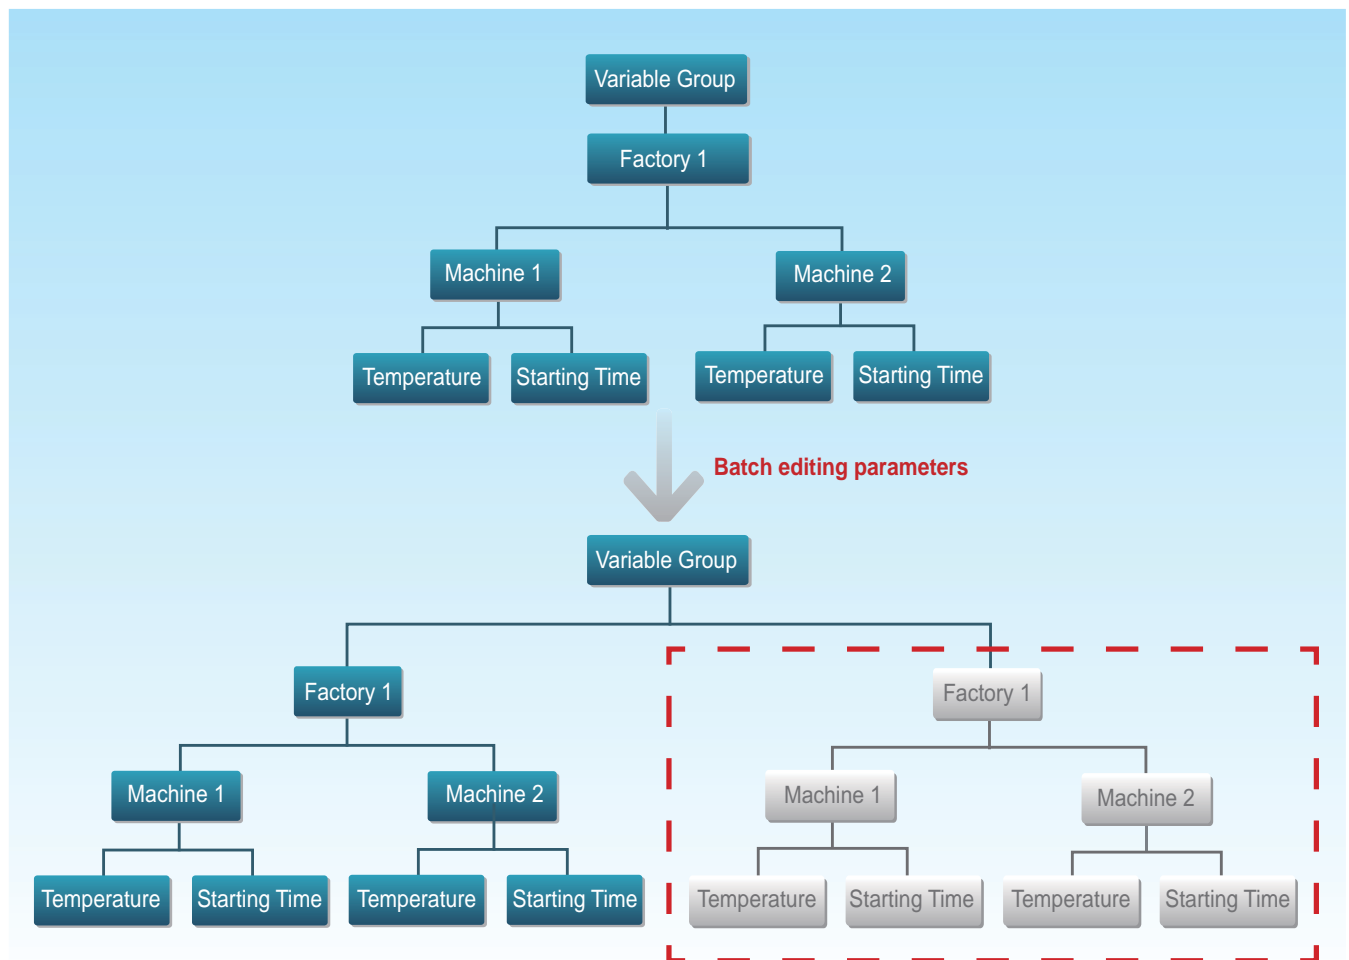 Variable Group
Factory 1
Machine 1
Machine 2
Temperature
Starting Time
Temperature
Starting Time
Batch editing parameters
Variable Group
Factory 1
Factory 1
Machine 1
Machine 2
Machine 1
Machine 2
Temperature
Starting Time
Temperature
Starting Time
Temperature
Starting Time
Temperature
Starting Time